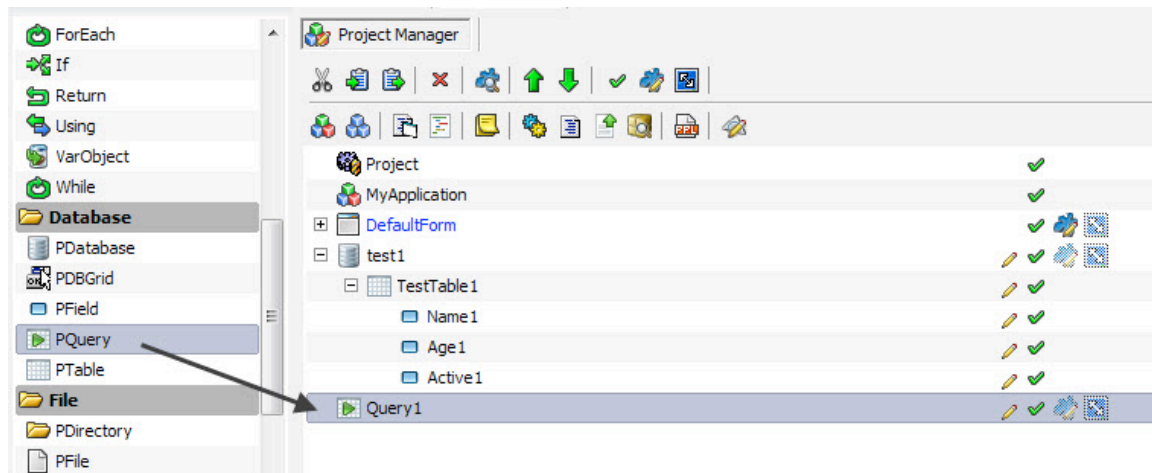 ForEach
If
Return
Using
VarObject
While
Database
PDatabase
PDBGrid
PField
PQuery
PTable
File
PDirectory
PFile
Project Manager
Project
MyApplication
DefaultForm
test1
TestTable1
Name1
Age1
Active1
Query1